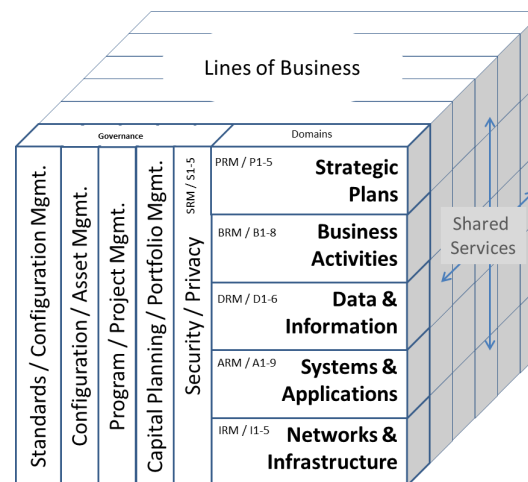 Lines of Business
Governance
Domains
Standards / Configuration Mgmt.
Configuration / Asset Mgmt.
Program / Project Mgmt.
Capital Planning / Portfolio Mgmt.
Security / Privacy
SRM / S1-5
PRM / P1-5
Strategic
Plans
BRM / B1-8
Business
Activities
DRM / D1-6
Data &
Information
ARM / A1-9
Systems &
Applications
IRM / I1-5
Networks &
Infrastructure
Shared
Services